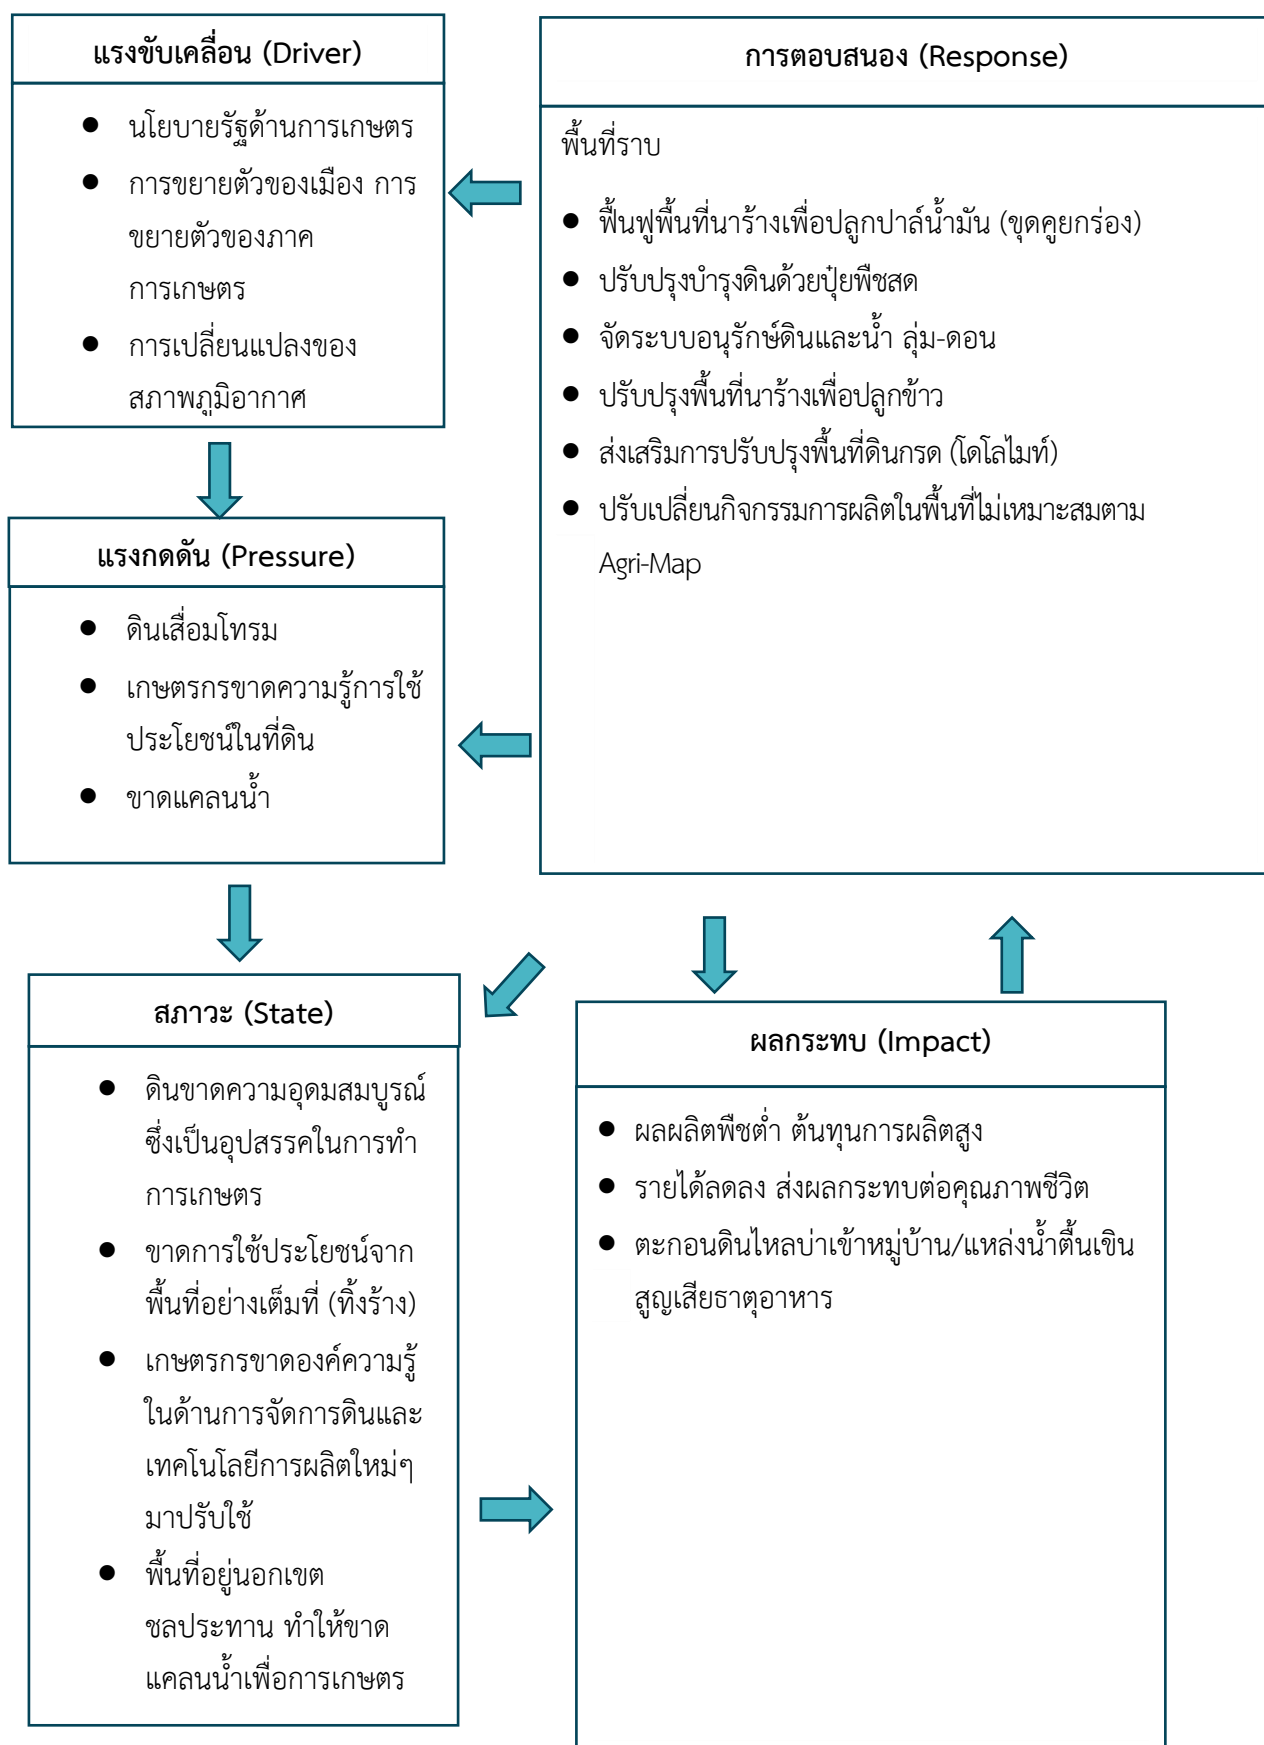 แรงขับเคลื่อน (Driver)
● นโยบายรัฐด้านการเกษตร
● การขยายตัวของเมือง การ
ขยายตัวของภาค
การเกษตร
● การเปลี่ยนแปลงของ
สภาพภูมิอากาศ
การตอบสนอง (Response)
พื้นที่ราบ
● ฟื้นฟูพื้นที่นาร้างเพื่อปลูกปาล์น้ำมัน (ขุดคูยกร่อง)
● ปรับปรุงบำรุงดินด้วยปุ๋ยพืชสด
● จัดระบบอนุรักษ์ดินและน้ำ ลุ่ม-ดอน
● ปรับปรุงพื้นที่นาร้างเพื่อปลูกข้าว
● ส่งเสริมการปรับปรุงพื้นที่ดินกรด (โดโลไมท์)
● ปรับเปลี่ยนกิจกรรมการผลิตในพื้นที่ไม่เหมาะสมตาม
Agri-Map
แรงกดดัน (Pressure)
● ดินเสื่อมโทรม
● เกษตรกรขาดความรู้การใช้
ประโยชน์ในที่ดิน
● ขาดแคลนน้ำ
สภาวะ (State)
● ดินขาดความอุดมสมบูรณ์
ซึ่งเป็นอุปสรรคในการทำ
การเกษตร
● ขาดการใช้ประโยชน์จาก
พื้นที่อย่างเต็มที่ (ทิ้งร้าง)
● เกษตรกรขาดองค์ความรู้
ในด้านการจัดการดินและ
เทคโนโลยีการผลิตใหม่ๆ
มาปรับใช้
● พื้นที่อยู่นอกเขต
ชลประทาน ทำให้ขาด
แคลนน้ำเพื่อการเกษตร
ผลกระทบ (Impact)
● ผลผลิตพืชต่ำ ต้นทุนการผลิตสูง
● รายได้ลดลง ส่งผลกระทบต่อคุณภาพชีวิต
● ตะกอนดินไหลบ่าเข้าหมู่บ้าน/แหล่งน้ำตื้นเขิน
สูญเสียธาตุอาหาร